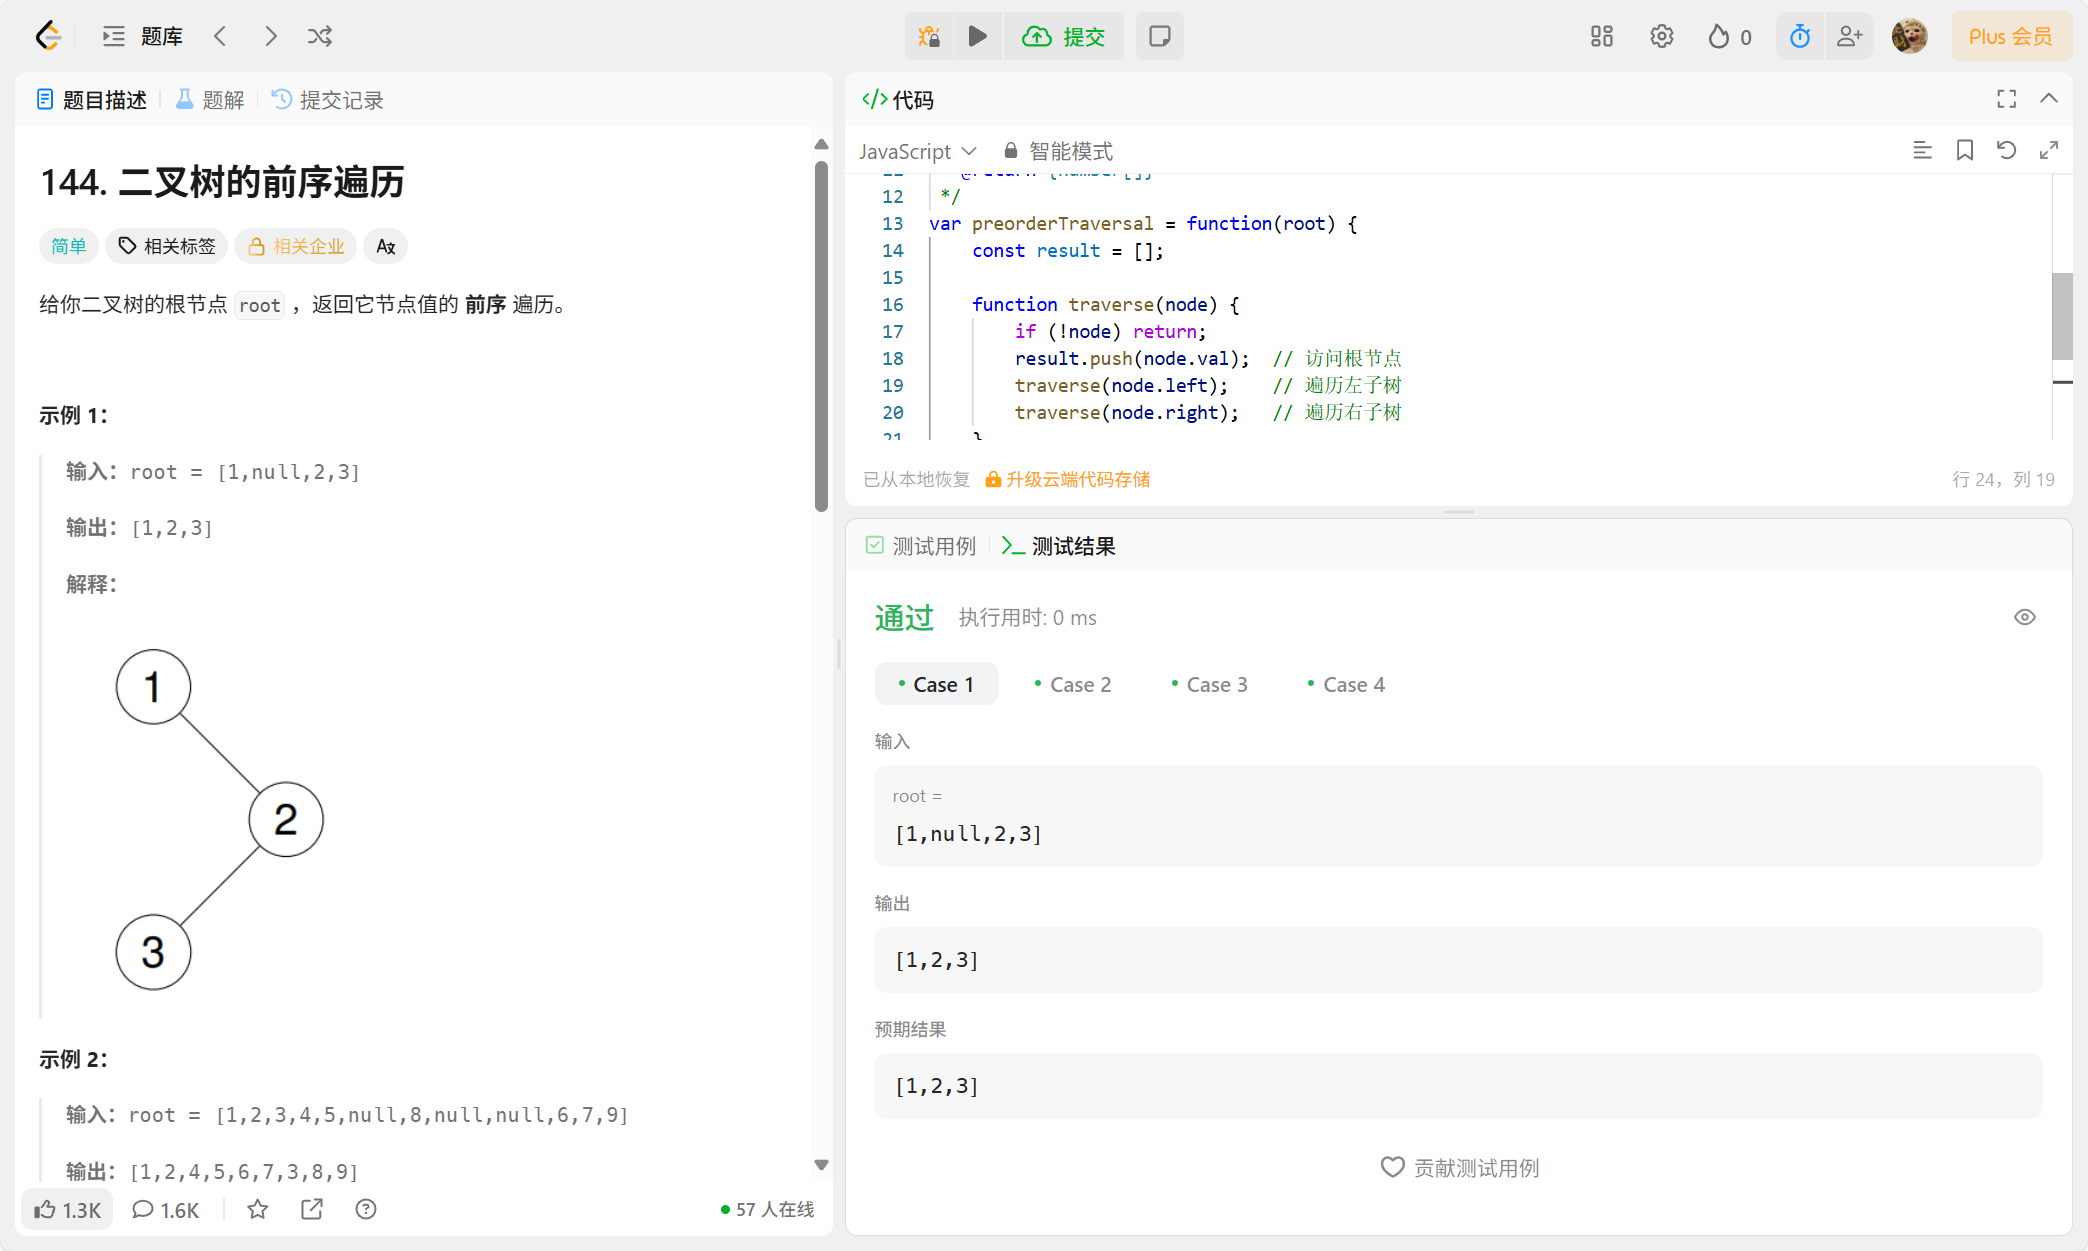 题库
提交
0
Plus 会员
题目描述
题解
提交记录
144. 二叉树的前序遍历
简单
相关标签
相关企业
给你二叉树的根节点 root ，返回它节点值的 前序 遍历。
示例 1：
输入：root = [1,null,2,3]
输出：[1,2,3]
解释：
1
2
3
示例 2：
输入：root = [1,2,3,4,5,null,8,null,null,6,7,9]
输出：[1,2,4,5,6,7,3,8,9]
1.3K
1.6K
57 人在线
</>代码
JavaScript
智能模式
12 */
13 var preorderTraversal = function(root) {
14 const result = [];
15
16 function traverse(node) {
17 if (!node) return;
18 result.push(node.val); // 访问根节点
19 traverse(node.left); // 遍历左子树
20 traverse(node.right); // 遍历右子树
21 }
已从本地恢复
升级云端代码存储
行 24，列 19
测试用例
测试结果
通过
执行用时: 0 ms
Case 1
Case 2
Case 3
Case 4
输入
root =
[1,null,2,3]
输出
[1,2,3]
预期结果
[1,2,3]
贡献测试用例